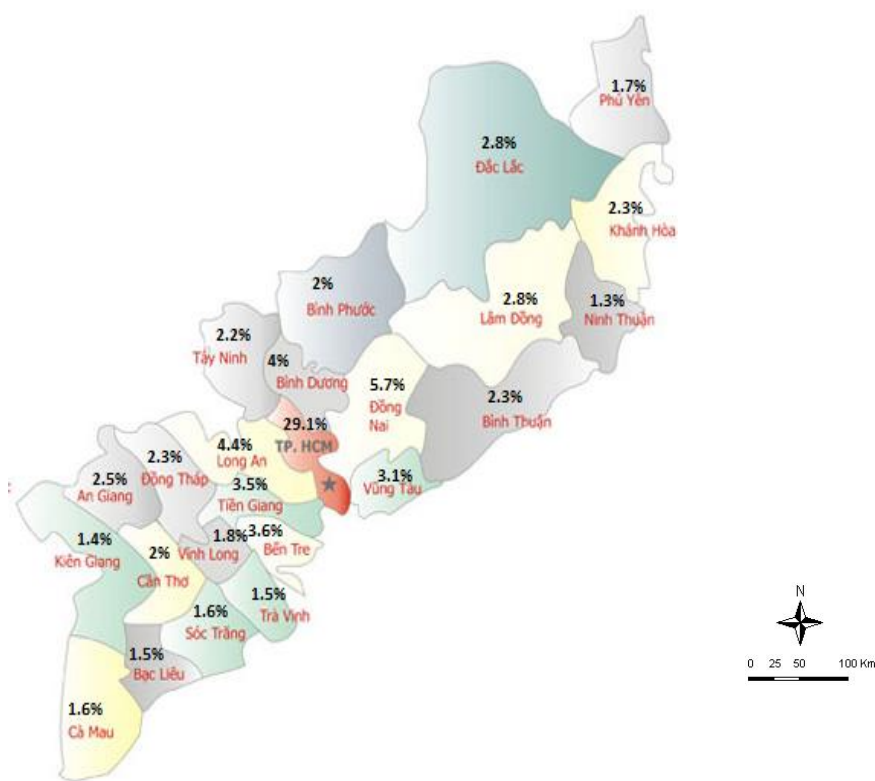 1.7%
Phú Yên
2.8%
Đắc Lắc
2.3%
Khánh Hòa
2%
Bình Phước
2.8%
Lâm Đồng
1.3%
Ninh Thuận
2.2%
Tây Ninh
4%
Bình Dương
5.7%
Đồng
Nai
2.3%
Bình Thuận
29.1%
TP. HCM
4.4%
Long An
2.3%
Đồng Tháp
2.5%
An Giang
3.5%
Tiền Giang
3.1%
Vũng Tàu
1.4%
Kiên Giang
2%
Cần Thơ
1.8%
Vĩnh Long
3.6%
Bến Tre
1.5%
Trà Vinh
1.6%
Sóc Trăng
1.5%
Bạc Liêu
1.6%
Cà Mau
N
0 25 50 100 Km